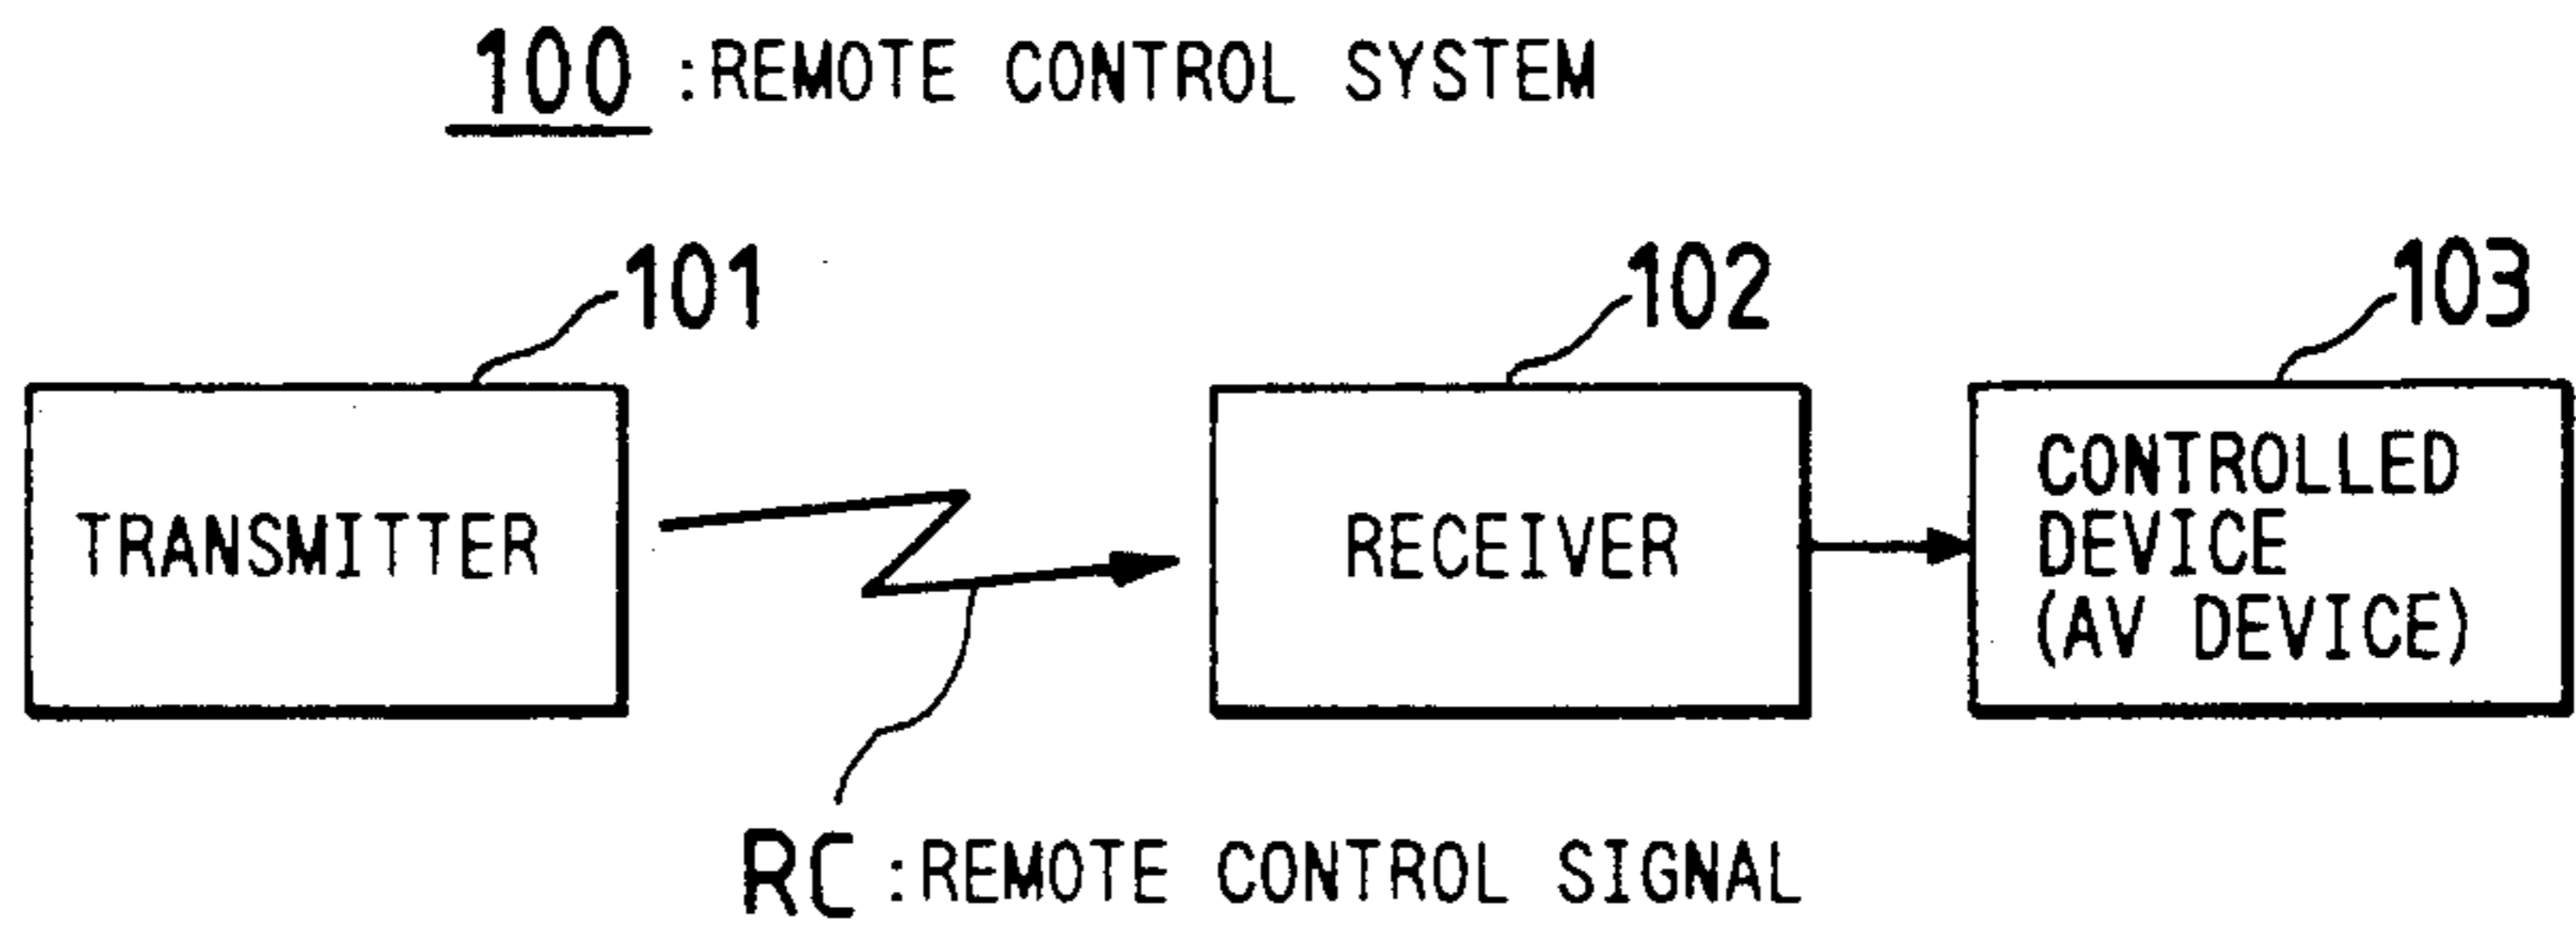 100 :REMOTE CONTROL SYSTEM
101
102
103
TRANSMITTER
RECEIVER
CONTROLLED
DEVICE
(AV DEVICE)
RC :REMOTE CONTROL SIGNAL